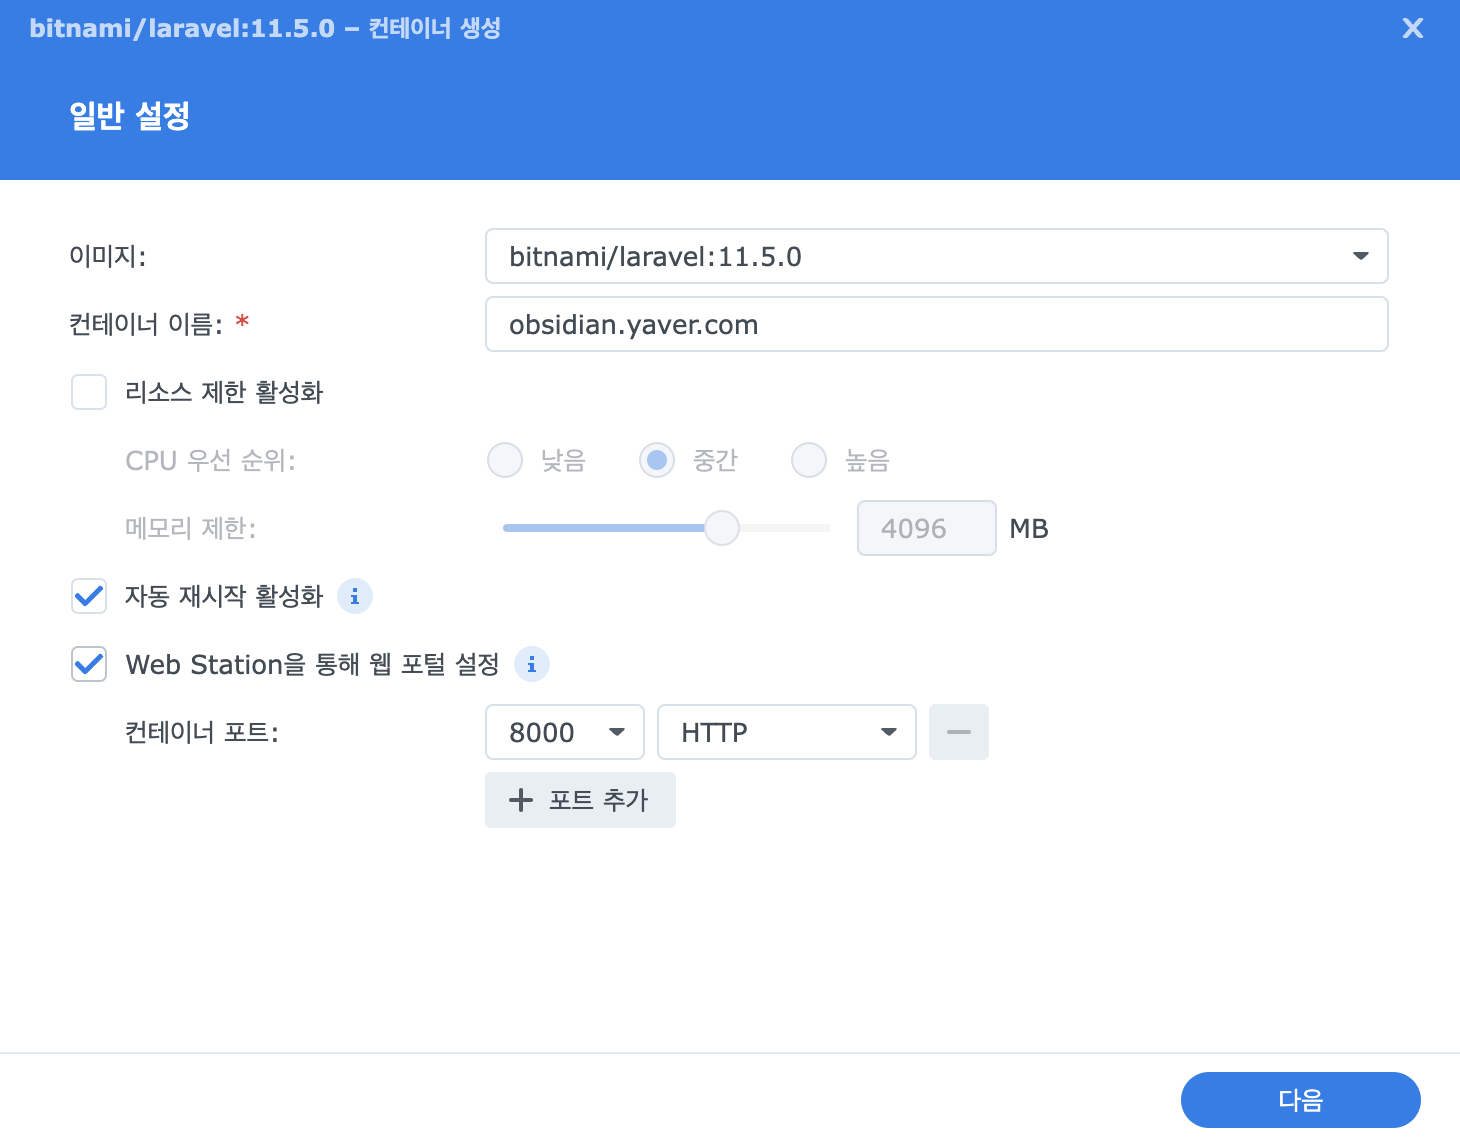 bitnami/laravel:11.5.0 – 컨테이너 생성
일반 설정
이미지: bitnami/laravel:11.5.0
컨테이너 이름: * obsidian.yaver.com
리소스 제한 활성화
CPU 우선 순위: 낮음 중간 높음
메모리 제한: 4096 MB
자동 재시작 활성화
Web Station을 통해 웹 포털 설정
컨테이너 포트: 8000 HTTP
포트 추가
다음